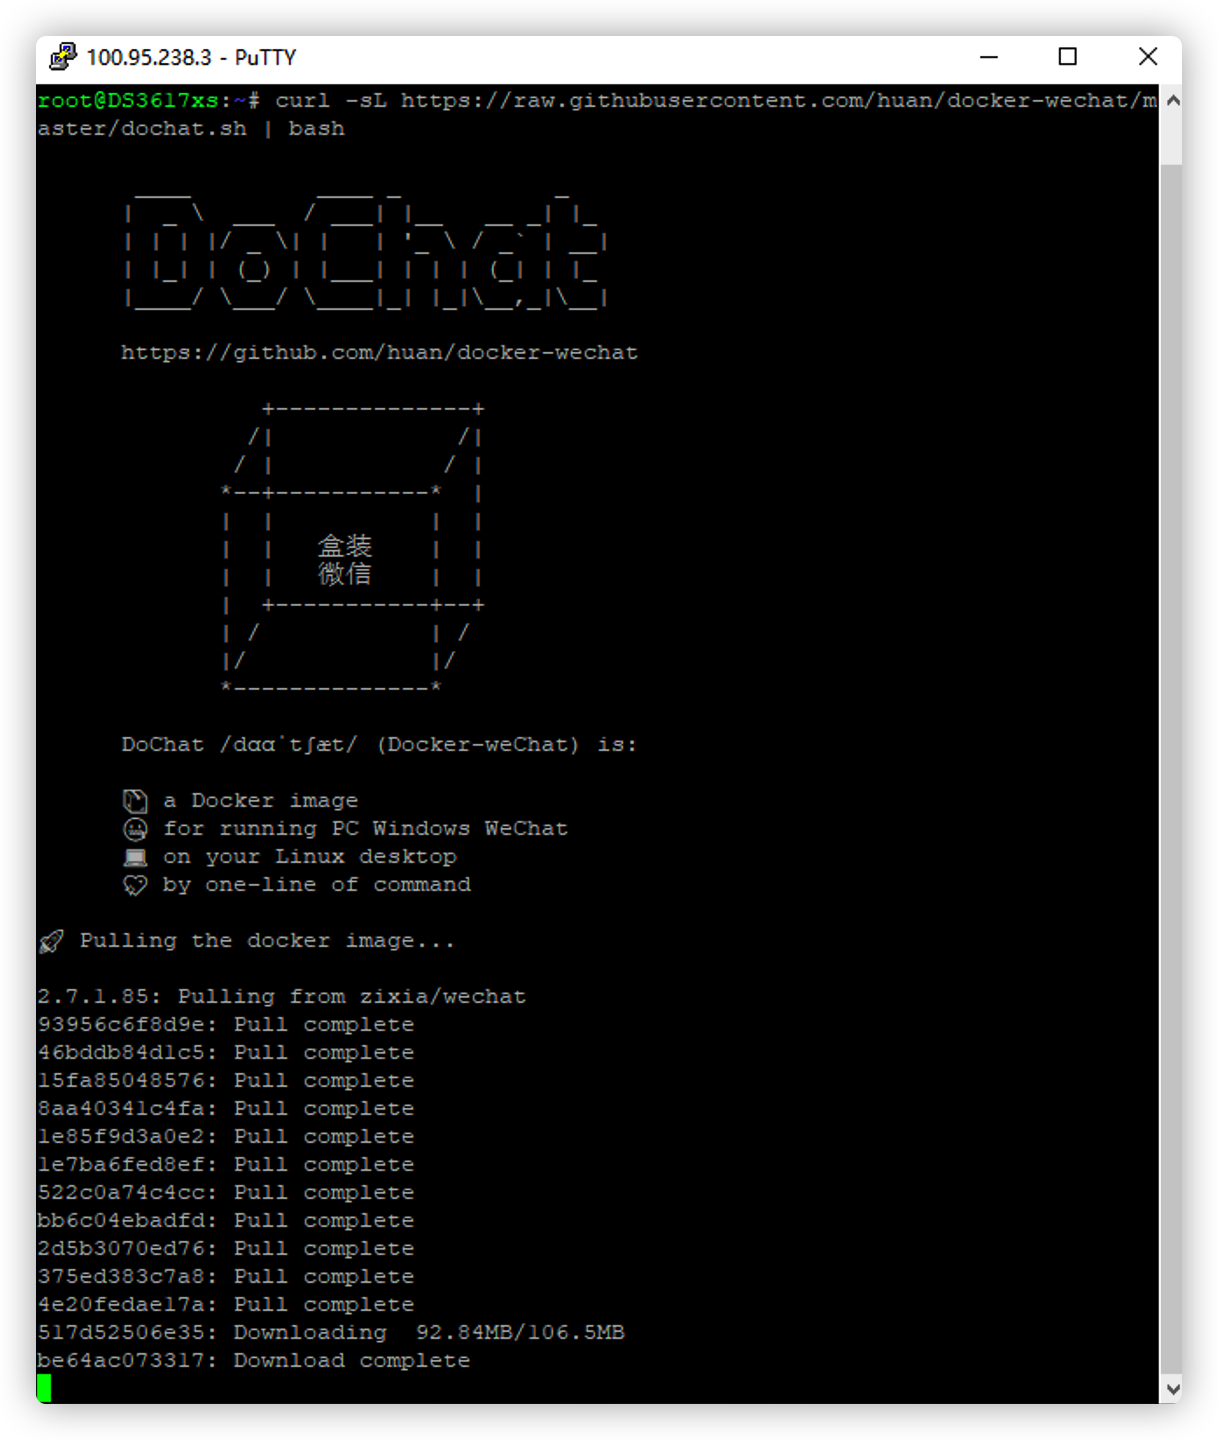 100.95.238.3 - PuTTY
root@DS3617xs:~# curl -sL https://raw.githubusercontent.com/huan/docker-wechat/m
aster/dochat.sh | bash
DoChat
https://github.com/huan/docker-wechat
盒装
微信
DoChat /dɑɑˈtʃæt/ (Docker-weChat) is:
a Docker image
for running PC Windows WeChat
💻 on your Linux desktop
by one-line of command
🚀 Pulling the docker image...
2.7.1.85: Pulling from zixia/wechat
93956c6f8d9e: Pull complete
46bddb84d1c5: Pull complete
15fa85048576: Pull complete
8aa40341c4fa: Pull complete
1e85f9d3a0e2: Pull complete
1e7ba6fed8ef: Pull complete
522c0a74c4cc: Pull complete
bb6c04ebadfd: Pull complete
2d5b3070ed76: Pull complete
375ed383c7a8: Pull complete
4e20fedae17a: Pull complete
517d52506e35: Downloading  92.84MB/106.5MB
be64ac073317: Download complete